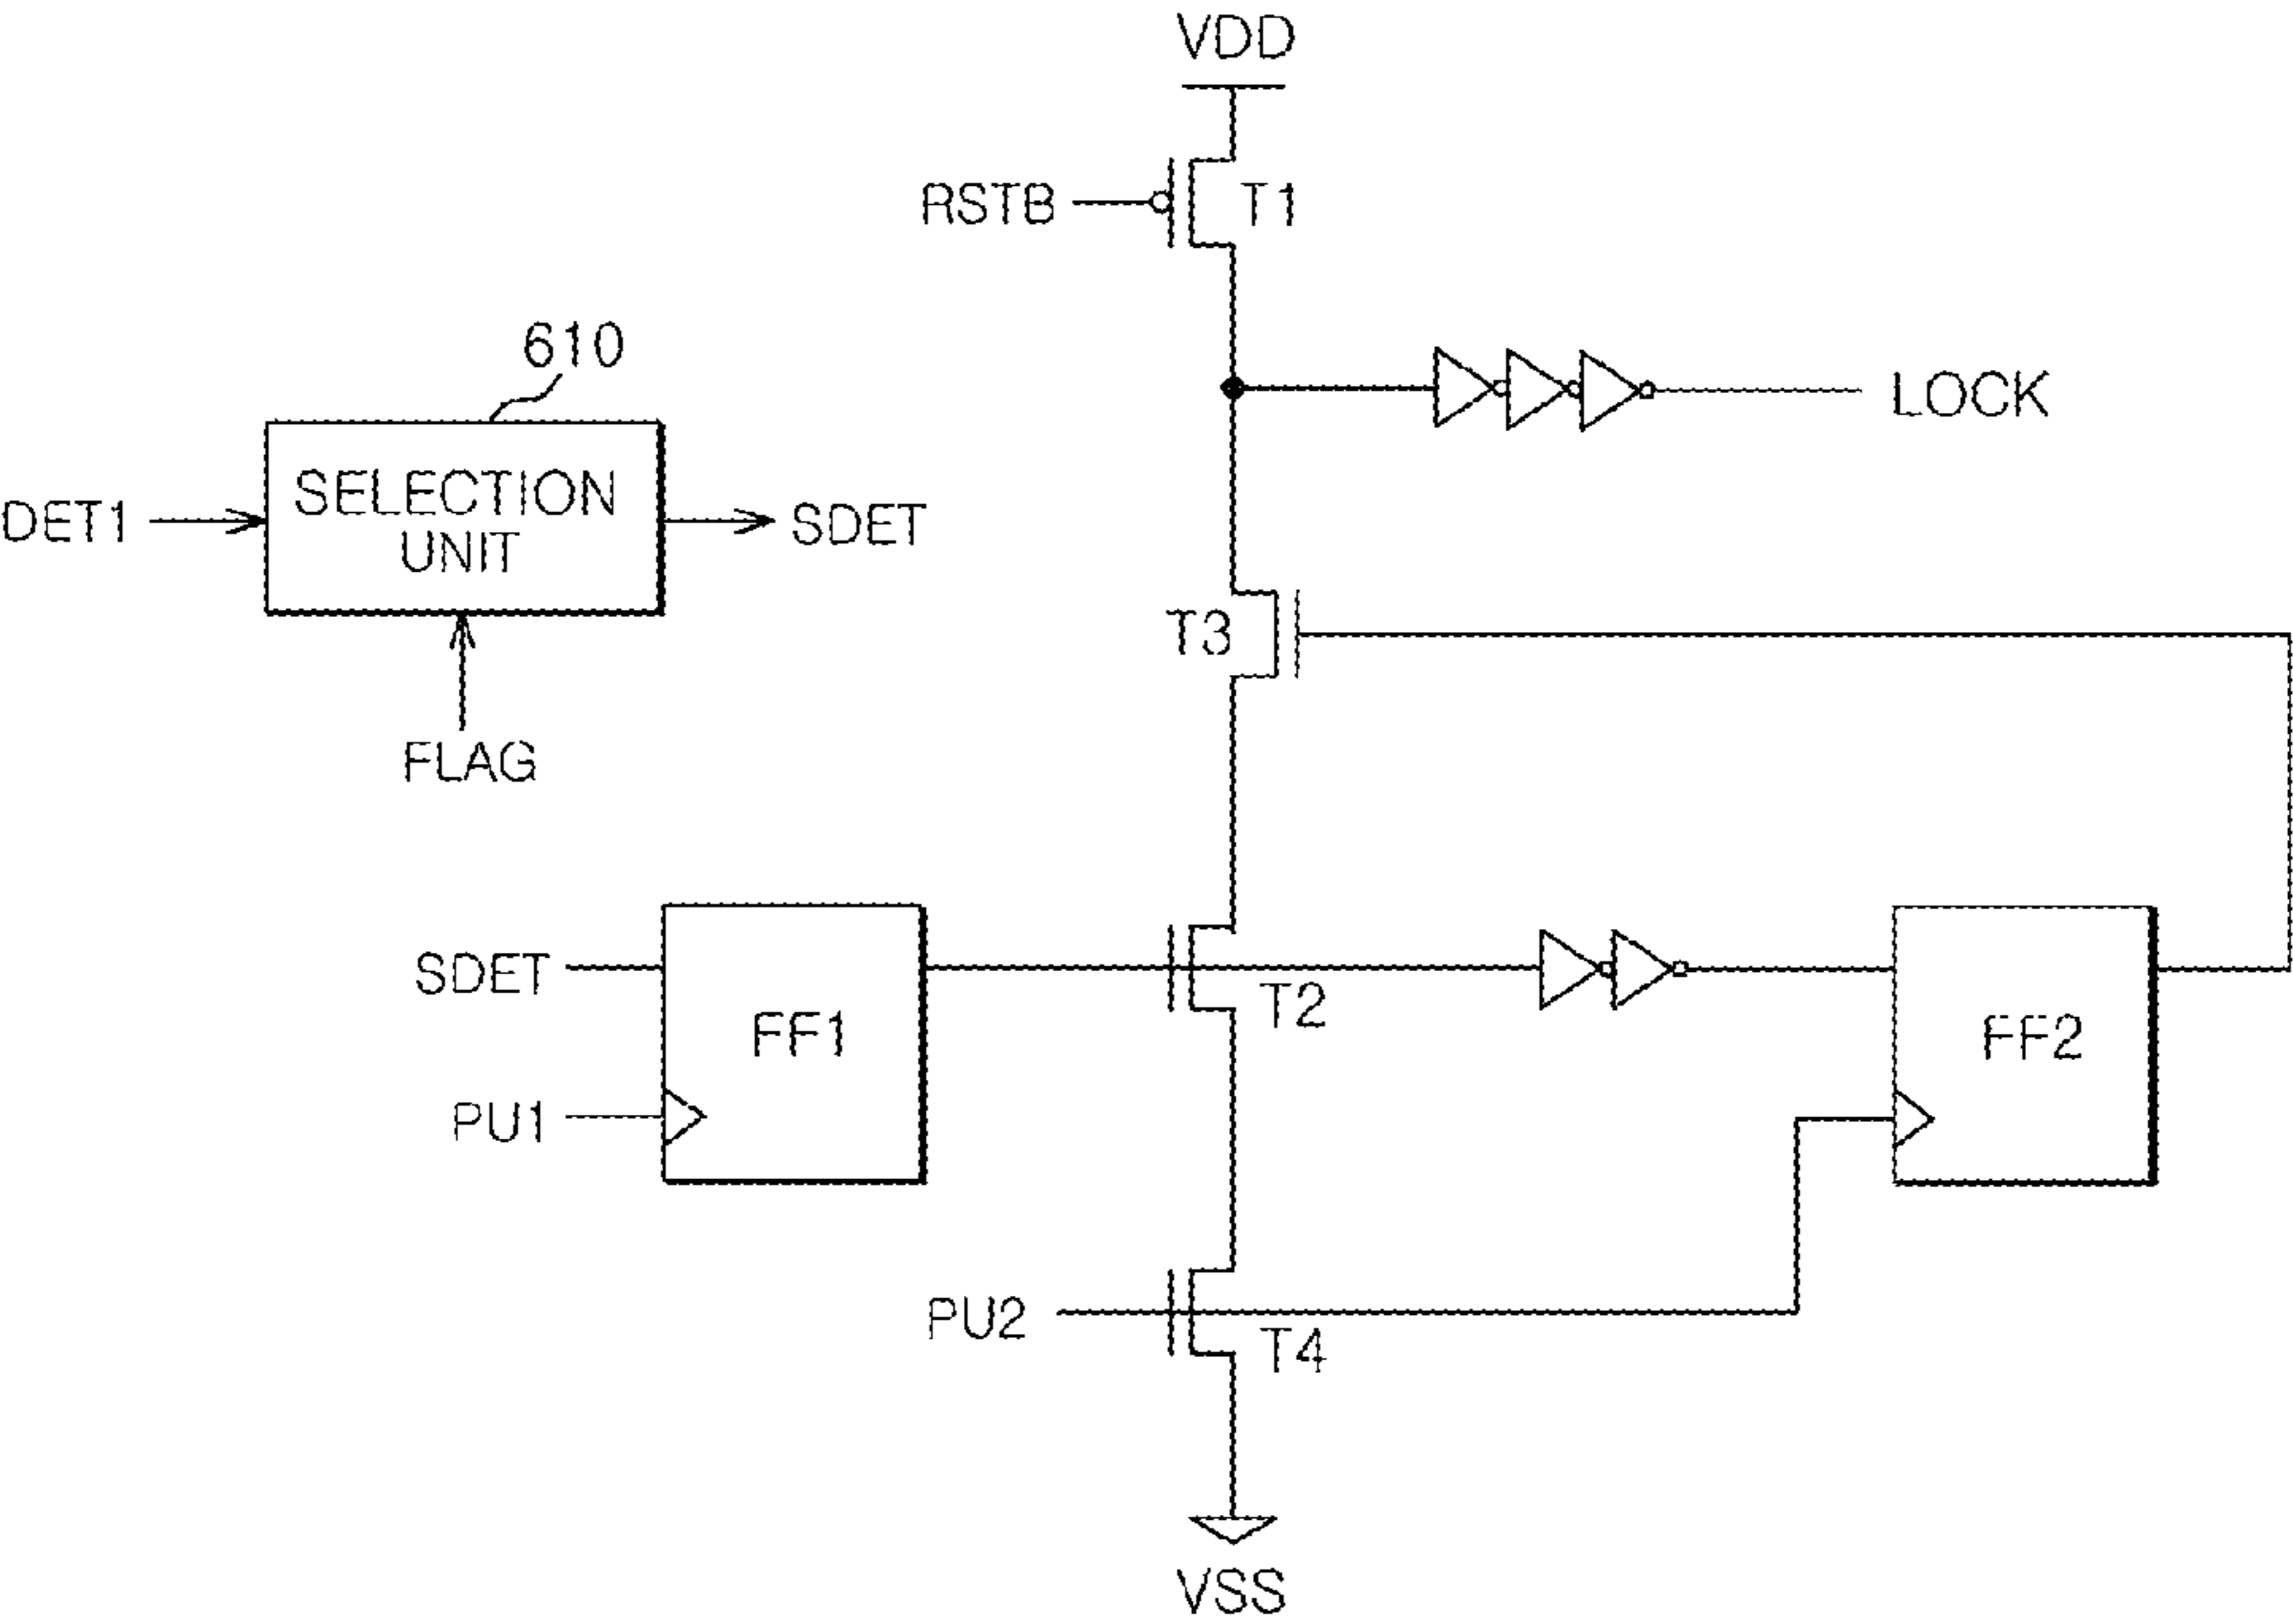 VDD
RSTB
T1
610
LOCK
SELECTION
UNIT
DET1
SDET
T3
FLAG
SDET
FF1
T2
FF2
PU1
PU2
T4
VSS